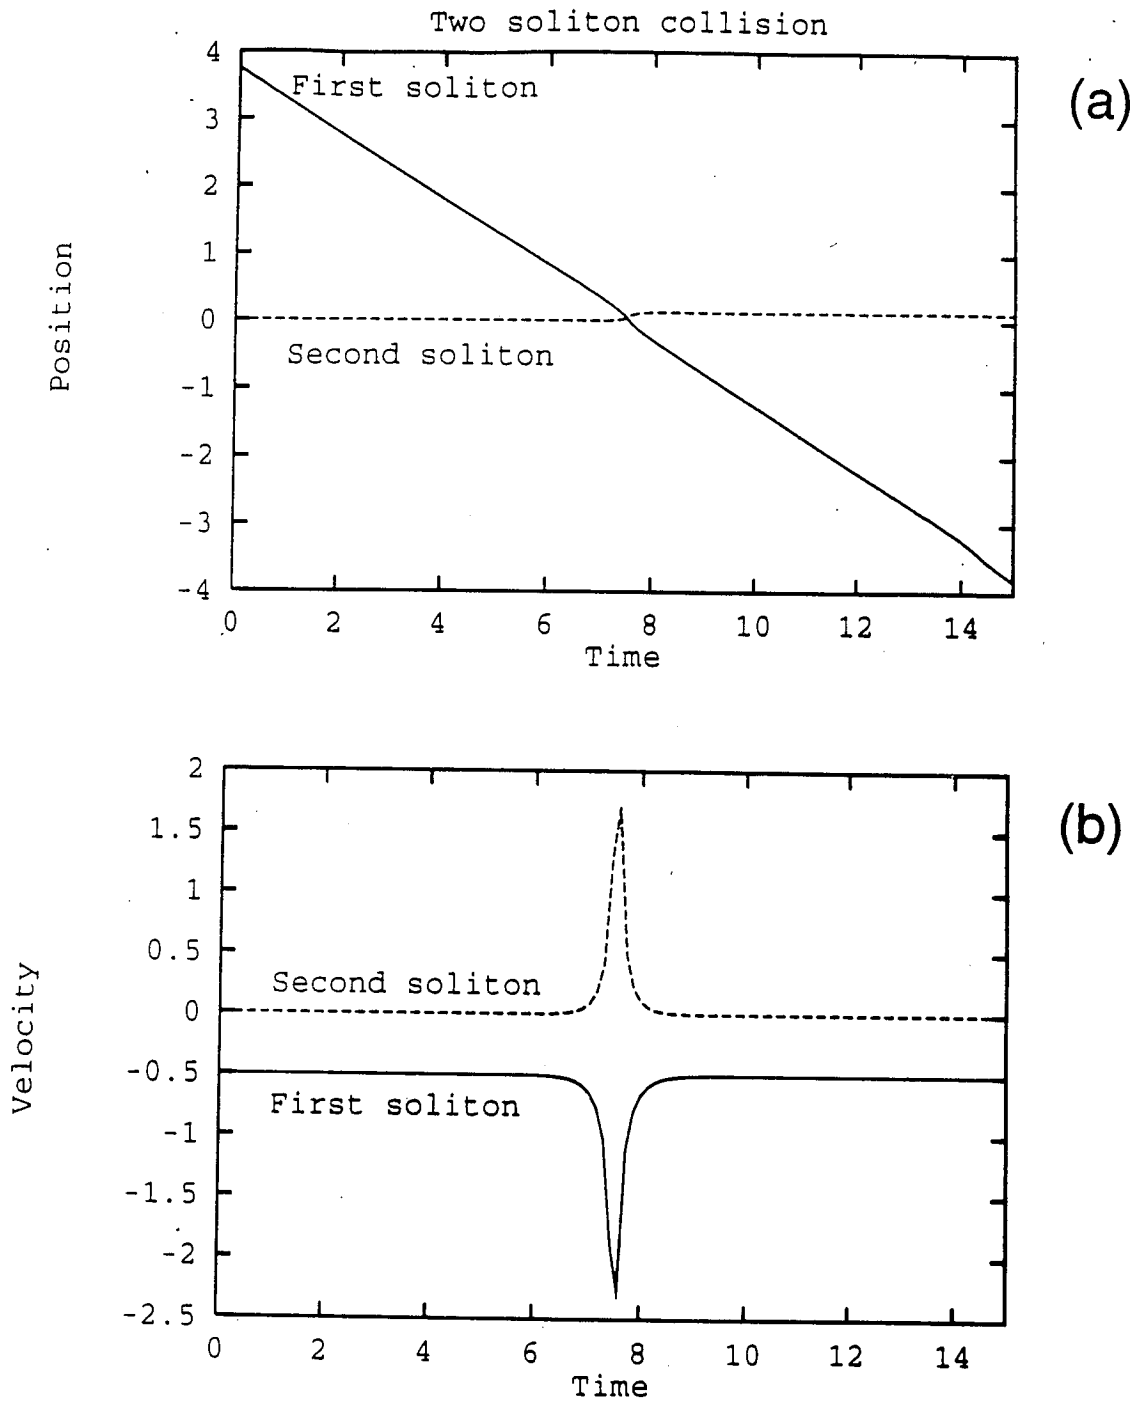 Two soliton collision
(a)
4
3
2
1
0
-1
-2
-3
-4
Position
First soliton
Second soliton
0 2 4 6 8 10 12 14
Time
(b)
2
1.5
1
0.5
0
-0.5
-1
-1.5
-2
-2.5
Velocity
Second soliton
First soliton
0 2 4 6 8 10 12 14
Time